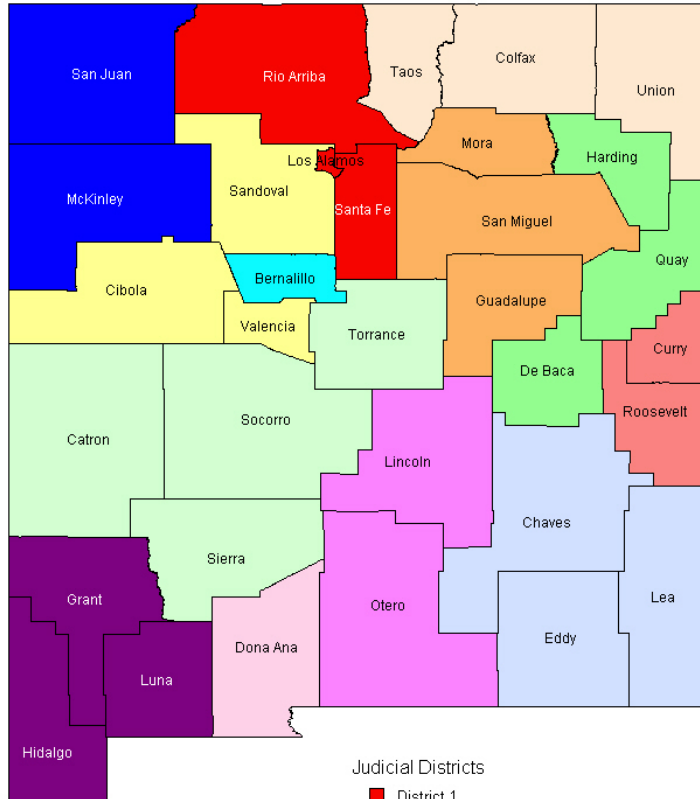 San Juan
Rio Arriba
Taos
Colfax
Union
Mora
Harding
Los Alamos
McKinley
Sandoval
Santa Fe
San Miguel
Quay
Cibola
Bernalillo
Guadalupe
Valencia
Torrance
Curry
De Baca
Roosevelt
Catron
Socorro
Lincoln
Chaves
Sierra
Grant
Otero
Lea
Dona Ana
Eddy
Luna
Hidalgo
Judicial Districts
District 1